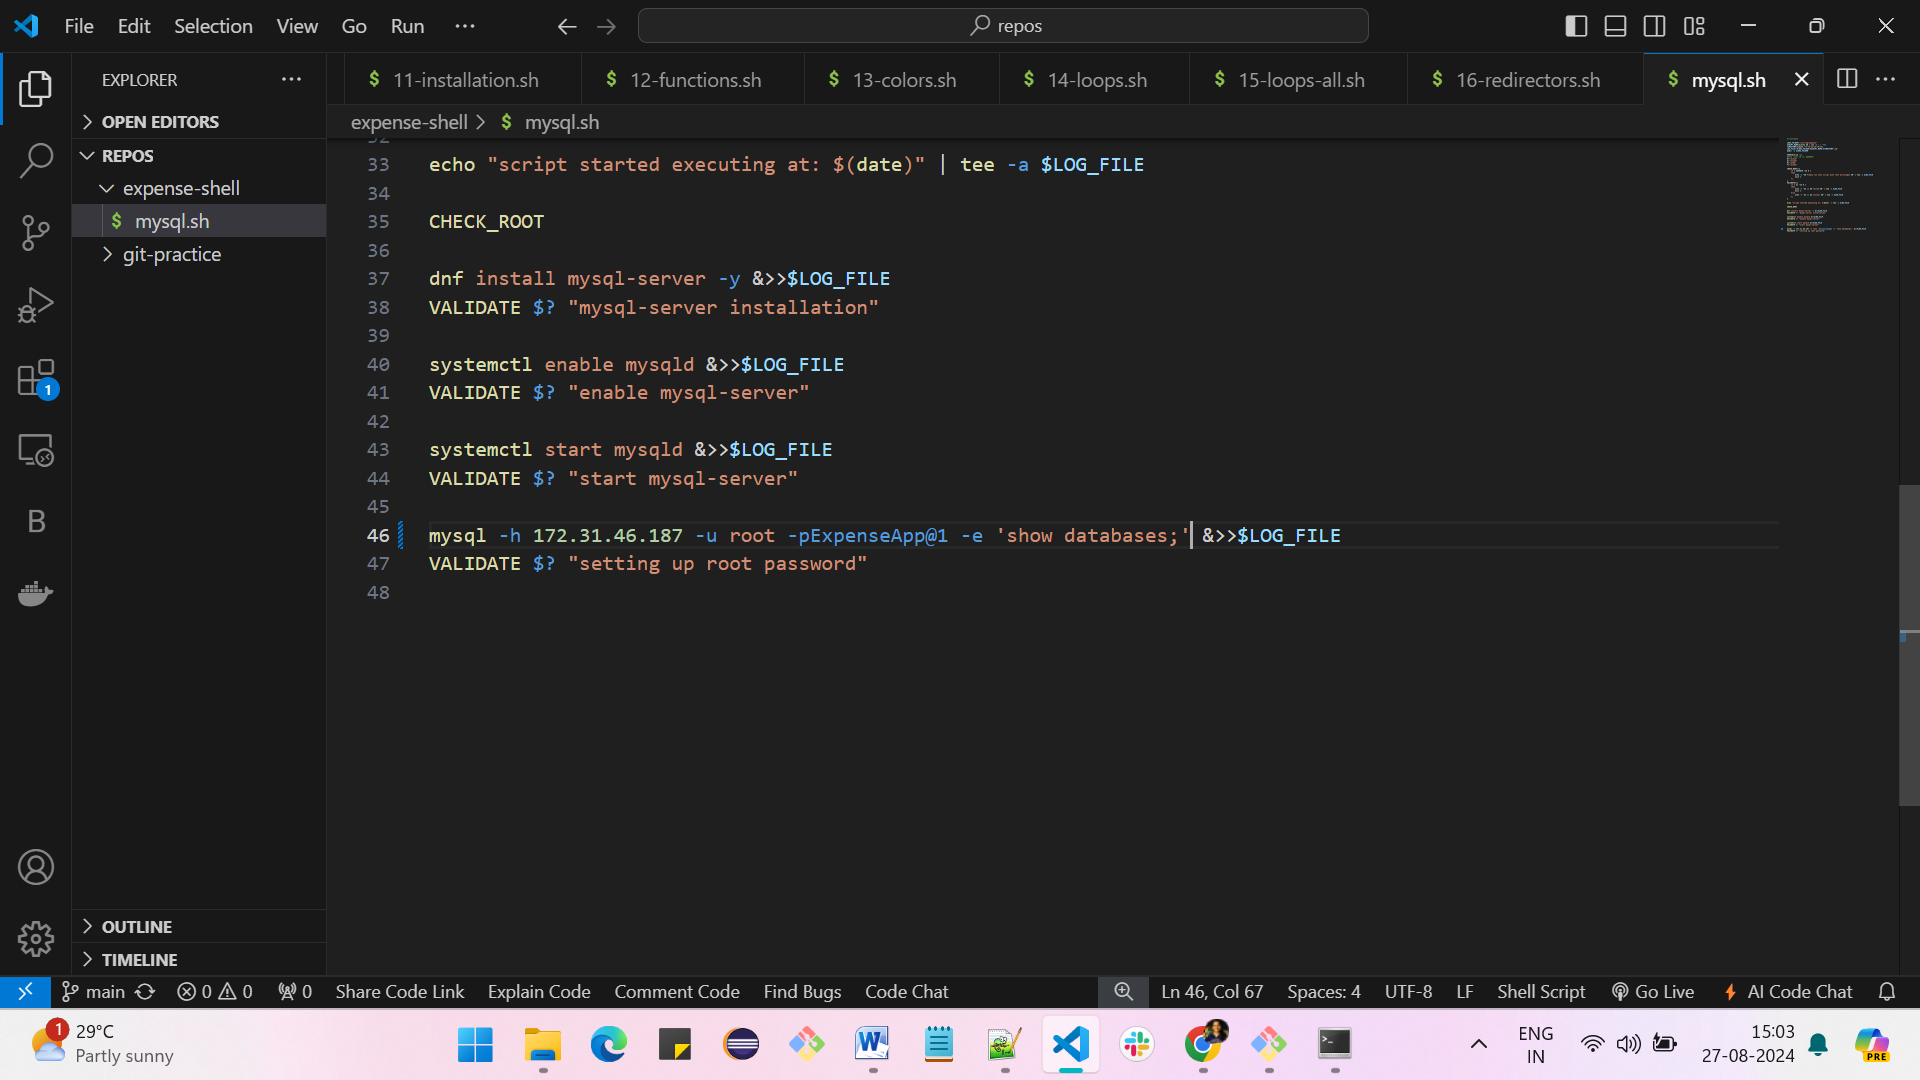 File Edit Selection View Go Run ···
repos
EXPLORER ···
OPEN EDITORS
REPOS
expense-shell
$ mysql.sh
git-practice
OUTLINE
TIMELINE
1
B
$ 11-installation.sh $ 12-functions.sh $ 13-colors.sh $ 14-loops.sh $ 15-loops-all.sh $ 16-redirectors.sh $ mysql.sh
expense-shell > $ mysql.sh
32
33 echo "script started executing at: $(date)" | tee -a $LOG_FILE
34
35 CHECK_ROOT
36
37 dnf install mysql-server -y &>>$LOG_FILE
38 VALIDATE $? "mysql-server installation"
39
40 systemctl enable mysqld &>>$LOG_FILE
41 VALIDATE $? "enable mysql-server"
42
43 systemctl start mysqld &>>$LOG_FILE
44 VALIDATE $? "start mysql-server"
45
46 mysql -h 172.31.46.187 -u root -pExpenseApp@1 -e 'show databases;' &>>$LOG_FILE
47 VALIDATE $? "setting up root password"
48
main 0 0 0 Share Code Link Explain Code Comment Code Find Bugs Code Chat Ln 46, Col 67 Spaces: 4 UTF-8 LF Shell Script Go Live AI Code Chat
1 29°C
Partly sunny
ENG
IN
15:03
27-08-2024
PRE